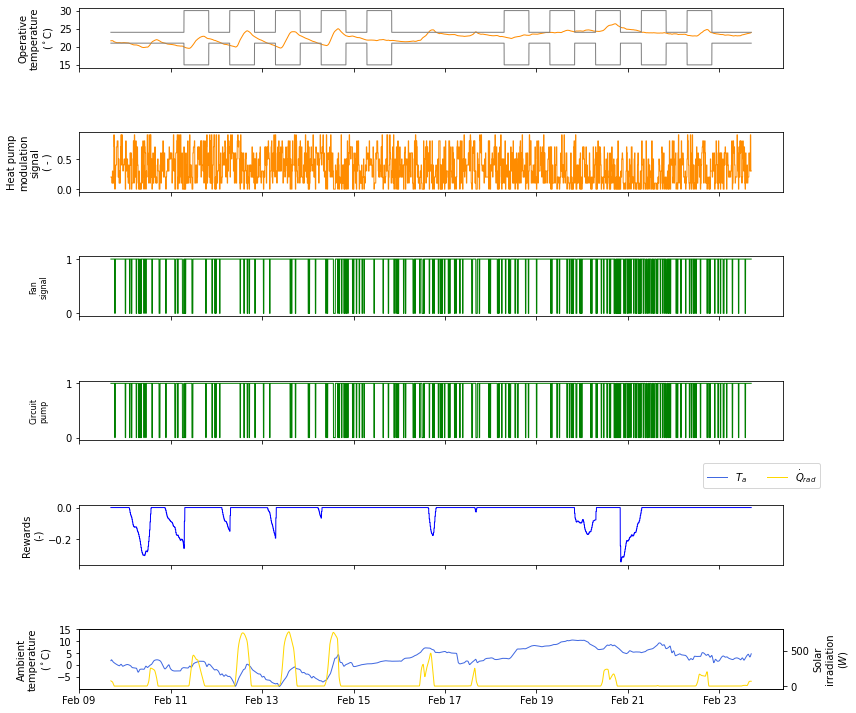 Operative
temperature
(°C)
30
25
20
15
Heat pump
modulation
signal
( - )
0.5
0.0
Fan
signal
1
0
Circuit
pump
1
0
T_a
Q̇_rad
Rewards
(-)
0.0
−0.2
Ambient
temperature
(°C)
15
10
5
0
−5
500
0
Solar
irradiation
(W)
Feb 09 Feb 11 Feb 13 Feb 15 Feb 17 Feb 19 Feb 21 Feb 23